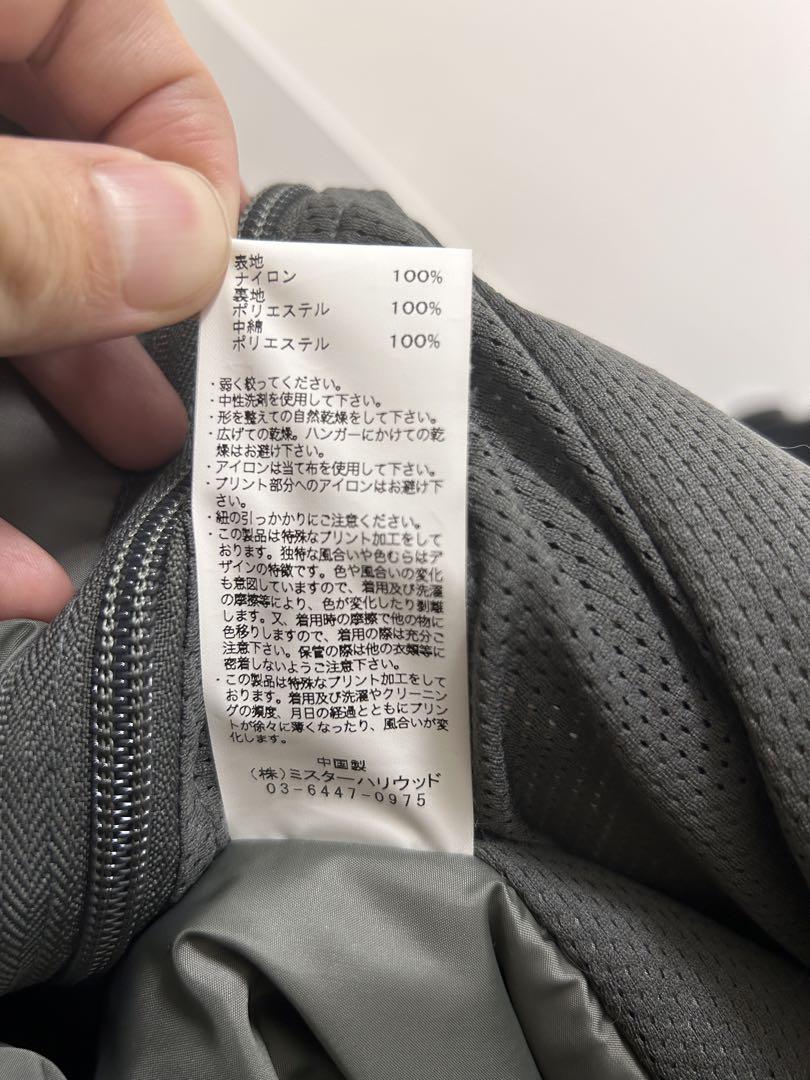 表地
ナイロン 100%
裏地
ポリエステル 100%
中綿
ポリエステル 100%
・弱く絞ってください。
・中性洗剤を使用して下さい。
・形を整えての自然乾燥をして下さい。
・広げての乾燥。ハンガーにかけての乾
燥はお避け下さい。
・アイロンは当て布を使用して下さい。
・プリント部分へのアイロンはお避け下
さい。
・紐の引っかかりにご注意ください。
・この製品は特殊なプリント加工をして
おります。独特な風合いや色むらはデ
ザインの特徴です。色や風合いの変化
も意図していますので、着用及び洗濯
の摩擦等により、色が変化したり剥離
します。又、着用時の摩擦で他の物に
色移りしますので、着用の際は充分ご
注意下さい。保管の際は他の衣類等に
密着しないようご注意下さい。
・この製品は特殊なプリント加工をして
おります。着用及び洗濯やクリーニン
グの頻度、月日の経過とともにプリン
トが徐々に薄くなったり、風合いが変
化します。
中国製
(株)ミスターハリウッド
03-6447-0975